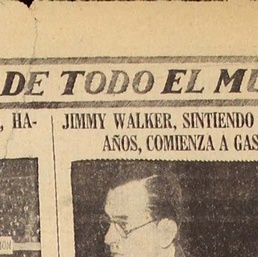 DE TODO EL MU
, HA-
JIMMY WALKER, SINTIENDO
AÑOS, COMIENZA A GAS